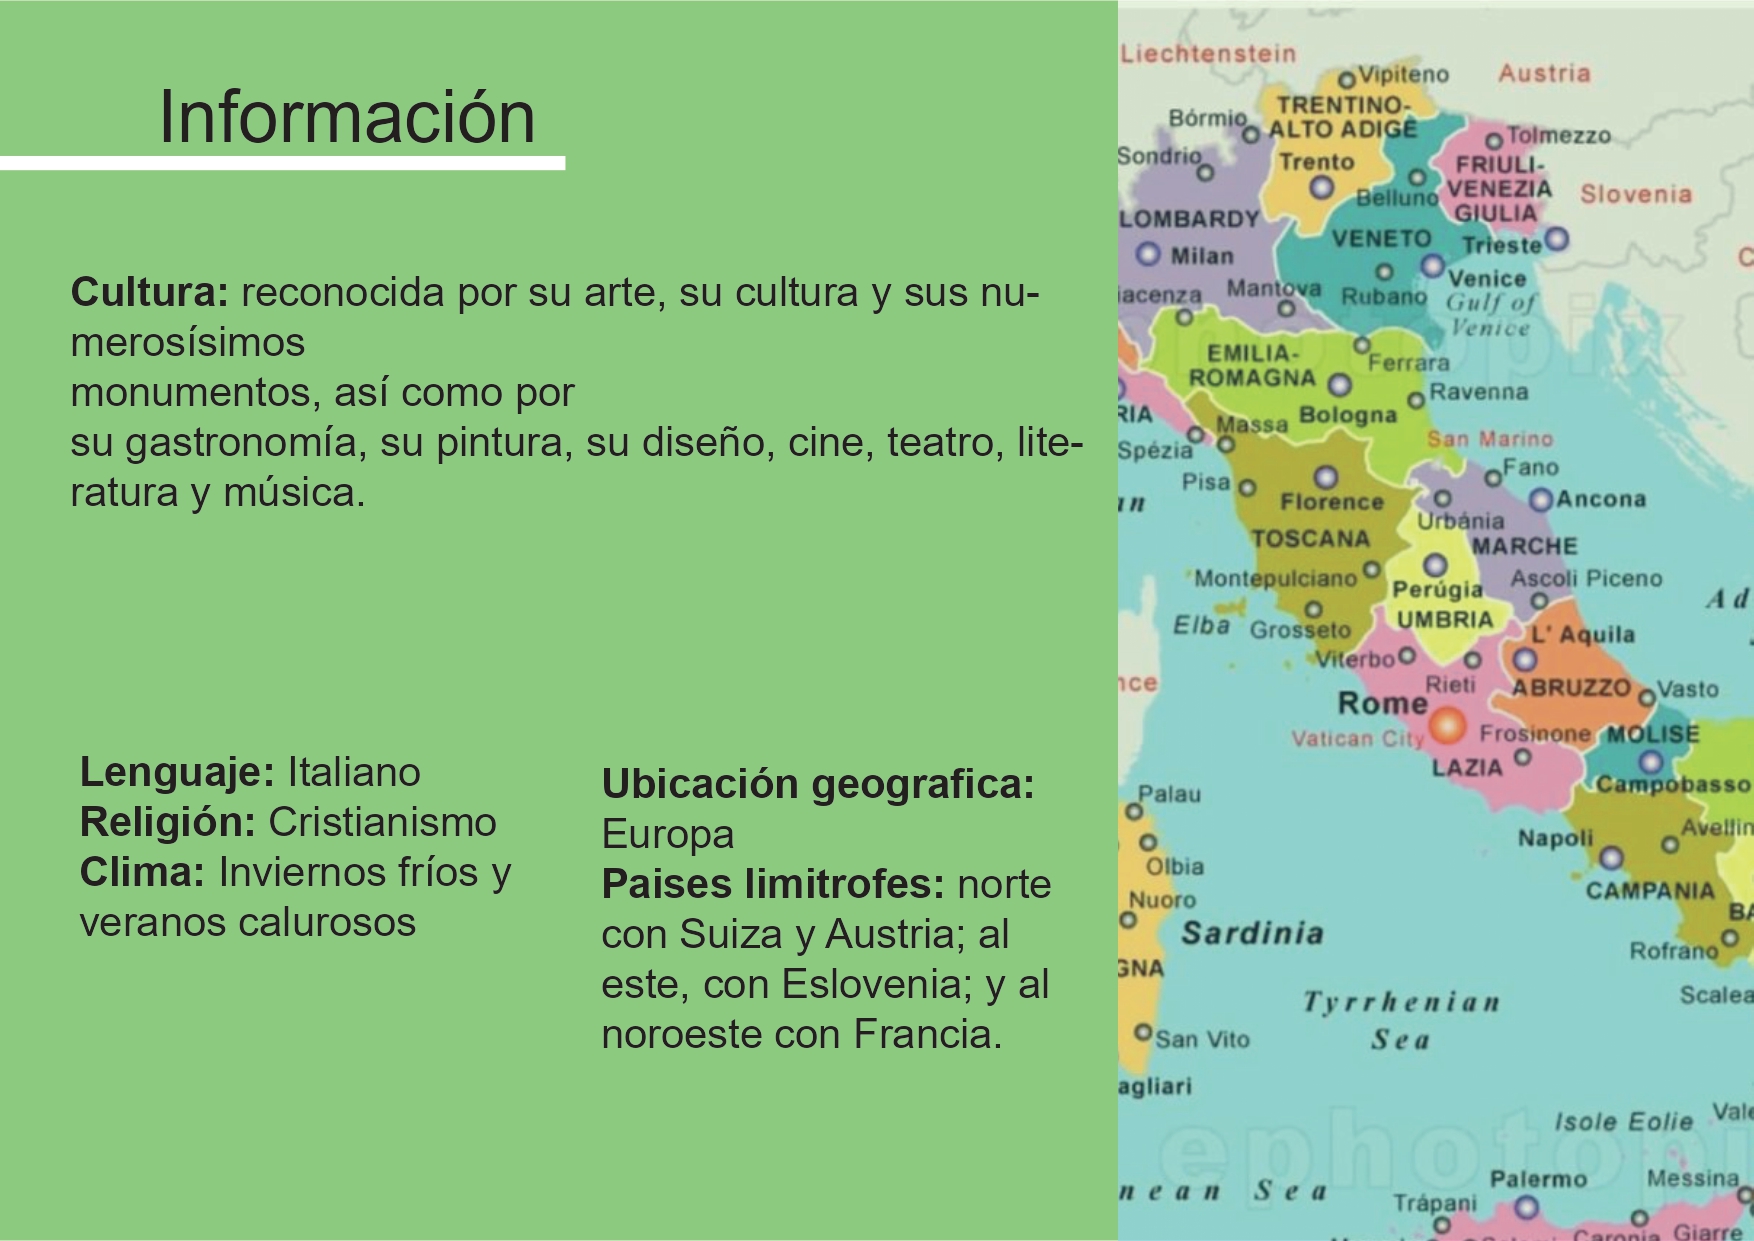 Información
Cultura: reconocida por su arte, su cultura y sus nu-
merosísimos
monumentos, así como por
su gastronomía, su pintura, su diseño, cine, teatro, lite-
ratura y música.
Lenguaje: Italiano
Religión: Cristianismo
Clima: Inviernos fríos y
veranos calurosos
Ubicación geografica:
Europa
Paises limitrofes: norte
con Suiza y Austria; al
este, con Eslovenia; y al
noroeste con Francia.
Liechtenstein
Vipiteno
Austria
TRENTINO-
ALTO ADIGE
Bórmio
Tolmezzo
Sondrio
Trento
FRIULI-
VENEZIA
GIULIA
Belluno
Slovenia
LOMBARDY
VENETO
Trieste
Milan
Venice
Mantova
Rubano
iacenza
Gulf of
Venice
EMILIA-
ROMAGNA
Ferrara
Ravenna
RIA
Massa
Bologna
San Marino
Spézia
Fano
Pisa
Florence
Ancona
an
Urbánia
TOSCANA
MARCHE
Montepulciano
Perúgia
Ascoli Piceno
UMBRIA
Ad
Elba
Grosseto
L' Aquila
Viterbo
Rieti
nce
ABRUZZO
Vasto
Rome
Vatican City
Frosinone
MOLISE
LAZIA
Campobasso
Palau
Napoli
Avellin
Olbia
CAMPANIA
Nuoro
BA
Sardinia
Rofrano
GNA
Scalea
Tyrrhenian
Sea
San Vito
agliari
Isole Eolie
Vale
ephotopi
nean Sea
Palermo
Messina
Trápani
Giarre